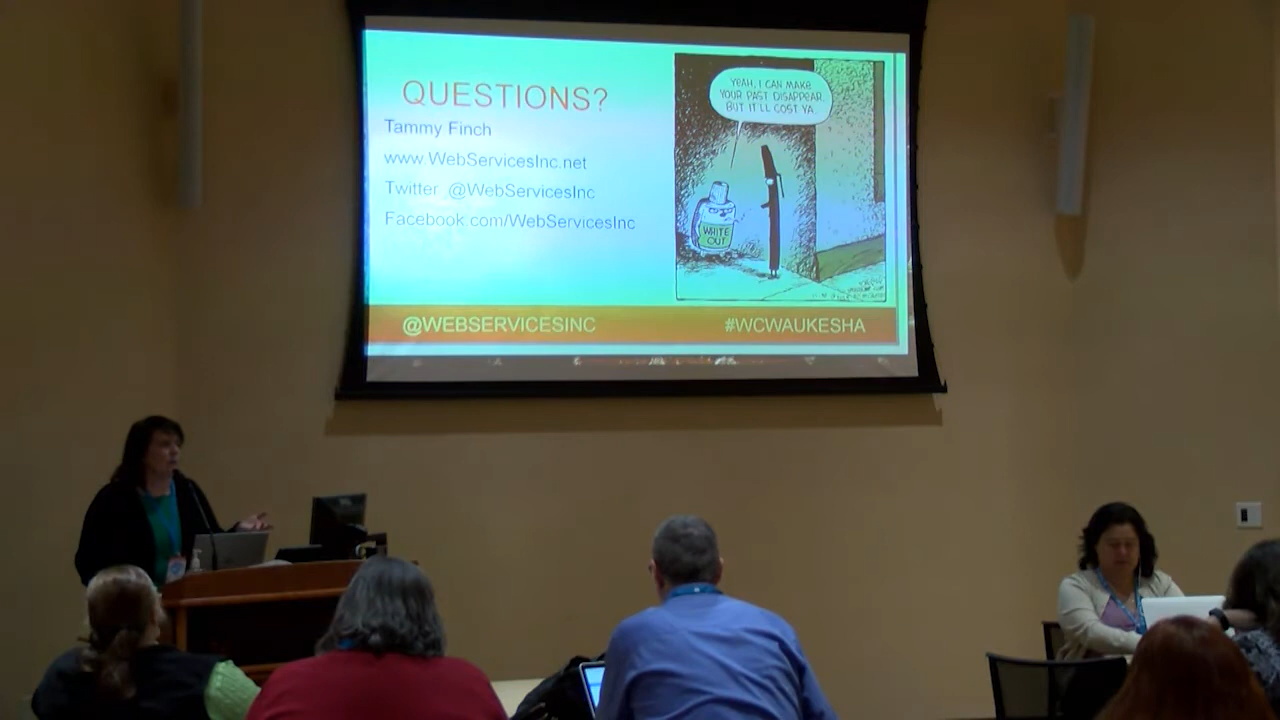 QUESTIONS?
Tammy Finch
www.WebServicesInc.net
Twitter @WebServicesInc
Facebook.com/WebServicesInc
YEAH, I CAN MAKE
YOUR PAST DISAPPEAR.
BUT IT'LL COST YA.
WRITE
OUT
@WEBSERVICESINC
#WCWAUKESHA